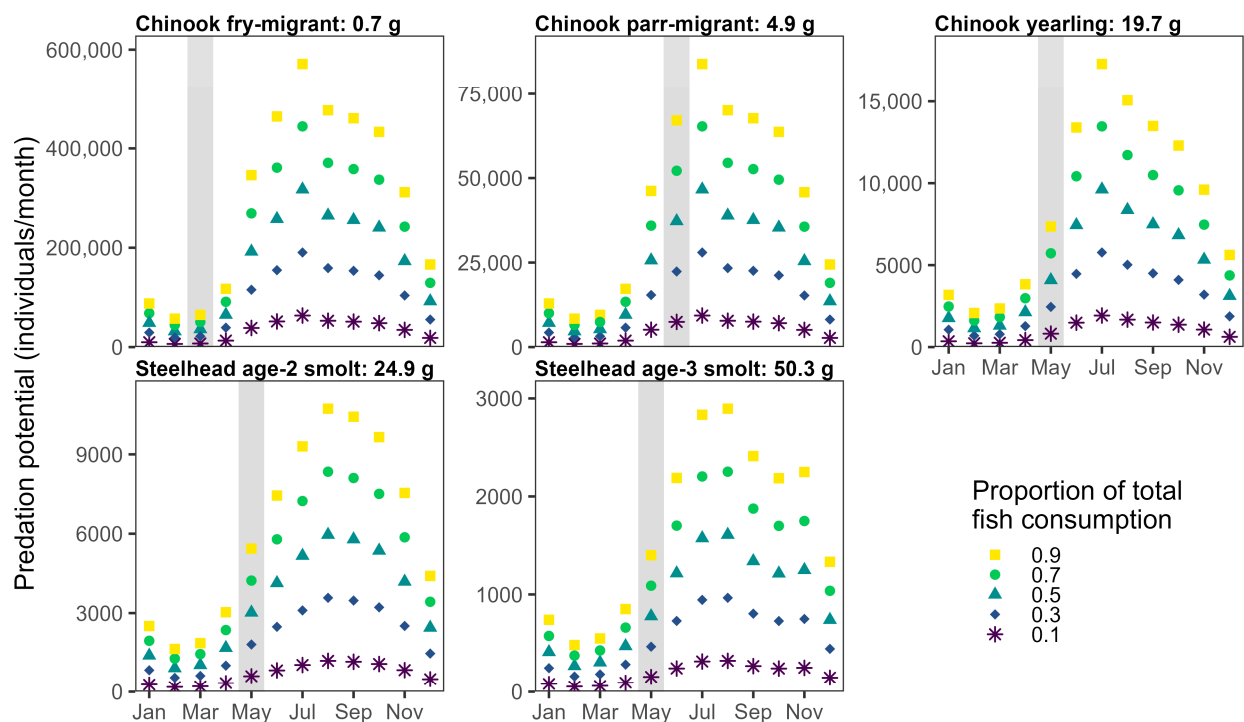 Chinook fry-migrant: 0.7 g
Chinook parr-migrant: 4.9 g
Chinook yearling: 19.7 g
Predation potential (individuals/month)
600,000
400,000
200,000
0
75,000
50,000
25,000
0
15,000
10,000
5000
0
Jan Mar May Jul Sep Nov
Steelhead age-2 smolt: 24.9 g
Steelhead age-3 smolt: 50.3 g
9000
6000
3000
0
Jan Mar May Jul Sep Nov
3000
2000
1000
0
Jan Mar May Jul Sep Nov
Proportion of total
fish consumption
0.9
0.7
0.5
0.3
0.1